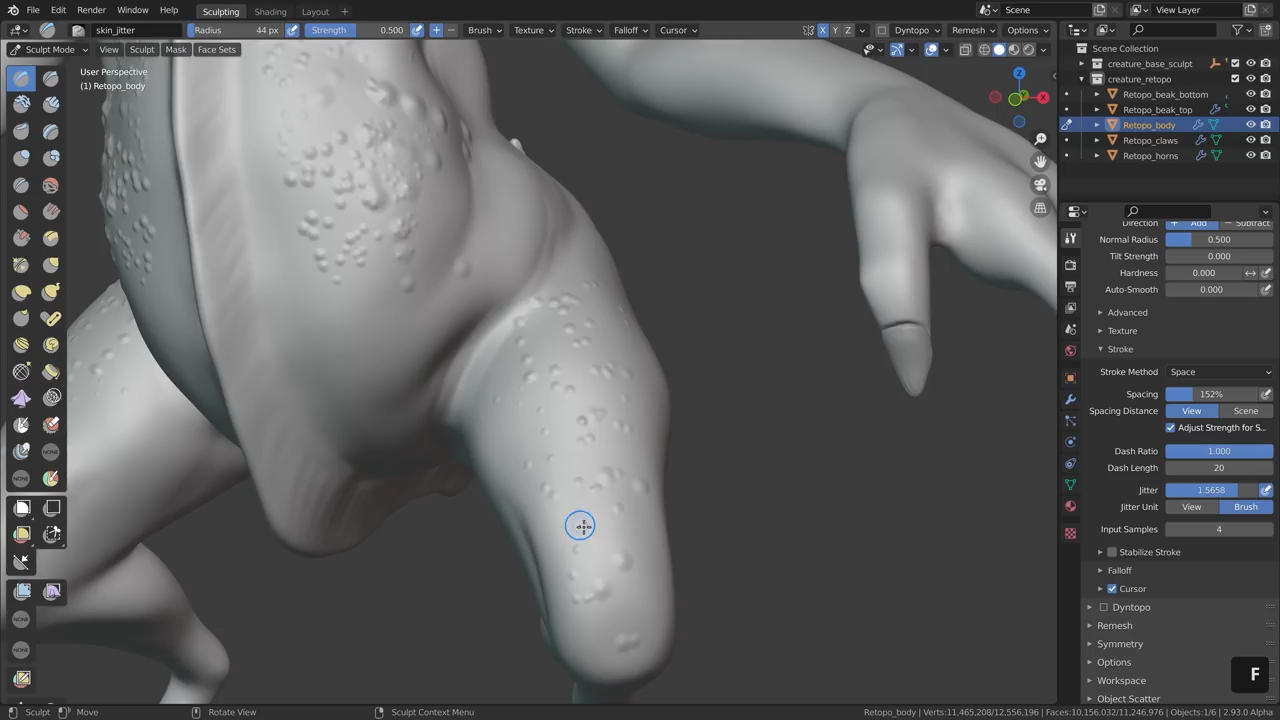 File Edit Render Window Help Sculpting Shading Layout + Scene View Layer
skin_jitter Radius 44 px Strength 0.500 Brush Texture Stroke Falloff Cursor X Y Z Dyntopo Remesh Options
Sculpt Mode View Sculpt Mask Face Sets
Scene Collection
creature_base_sculpt
creature_retopo
Retopo_beak_bottom
Retopo_beak_top
Retopo_body
Retopo_claws
Retopo_horns
User Perspective
(1) Retopo_body
Z
Y
X
NONE
NONE
NONE
NONE
NONE
Direction + Add − Subtract
Normal Radius 0.500
Tilt Strength 0.000
Hardness 0.000
Auto-Smooth 0.000
Advanced
Texture
Stroke
Stroke Method Space
Spacing 152%
Spacing Distance View Scene
Adjust Strength for S...
Dash Ratio 1.000
Dash Length 20
Jitter 1.5658
Jitter Unit View Brush
Input Samples 4
Stabilize Stroke
Falloff
Cursor
Dyntopo
Remesh
Symmetry
Options
Workspace
Object Scatter
F
Sculpt Move Rotate View Sculpt Context Menu Retopo_body | Verts:11,465,208/12,556,196 | Faces:10,156,032/11,246,976 | Objects:1/6 | 2.93.0 Alpha